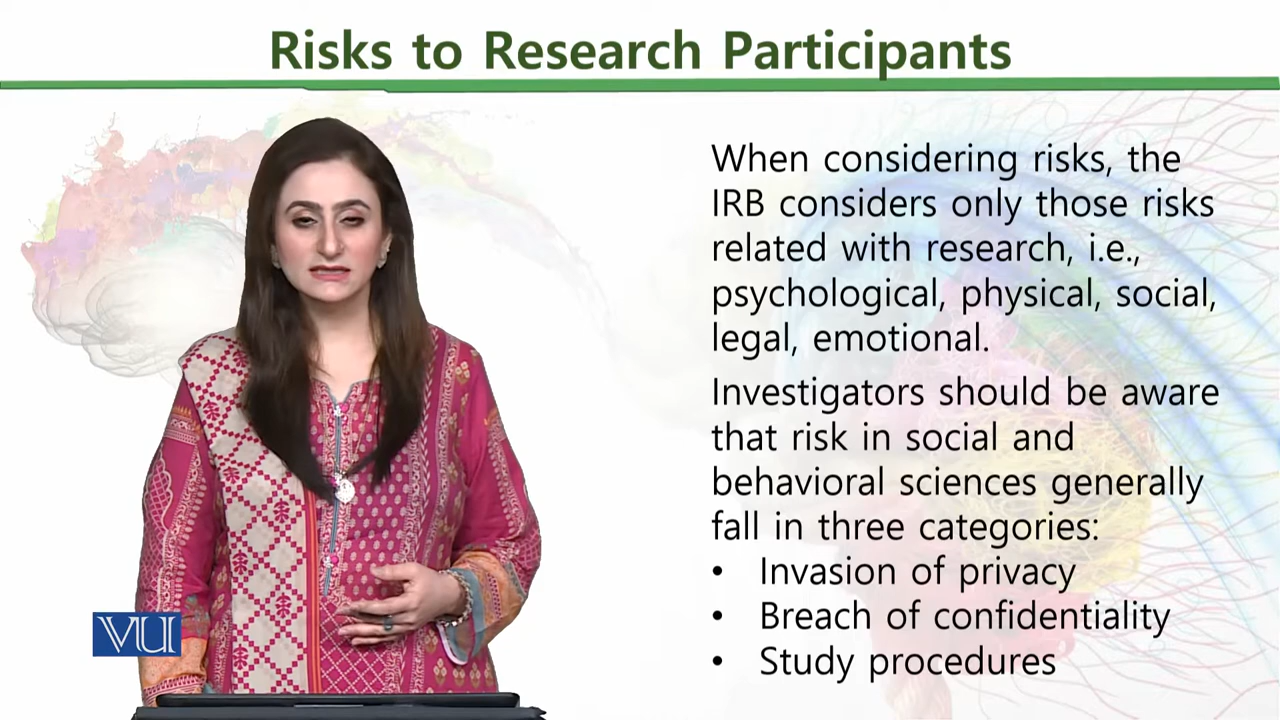 Risks to Research Participants
When considering risks, the
IRB considers only those risks
related with research, i.e.,
psychological, physical, social,
legal, emotional.
Investigators should be aware
that risk in social and
behavioral sciences generally
fall in three categories:
• Invasion of privacy
• Breach of confidentiality
• Study procedures
VU